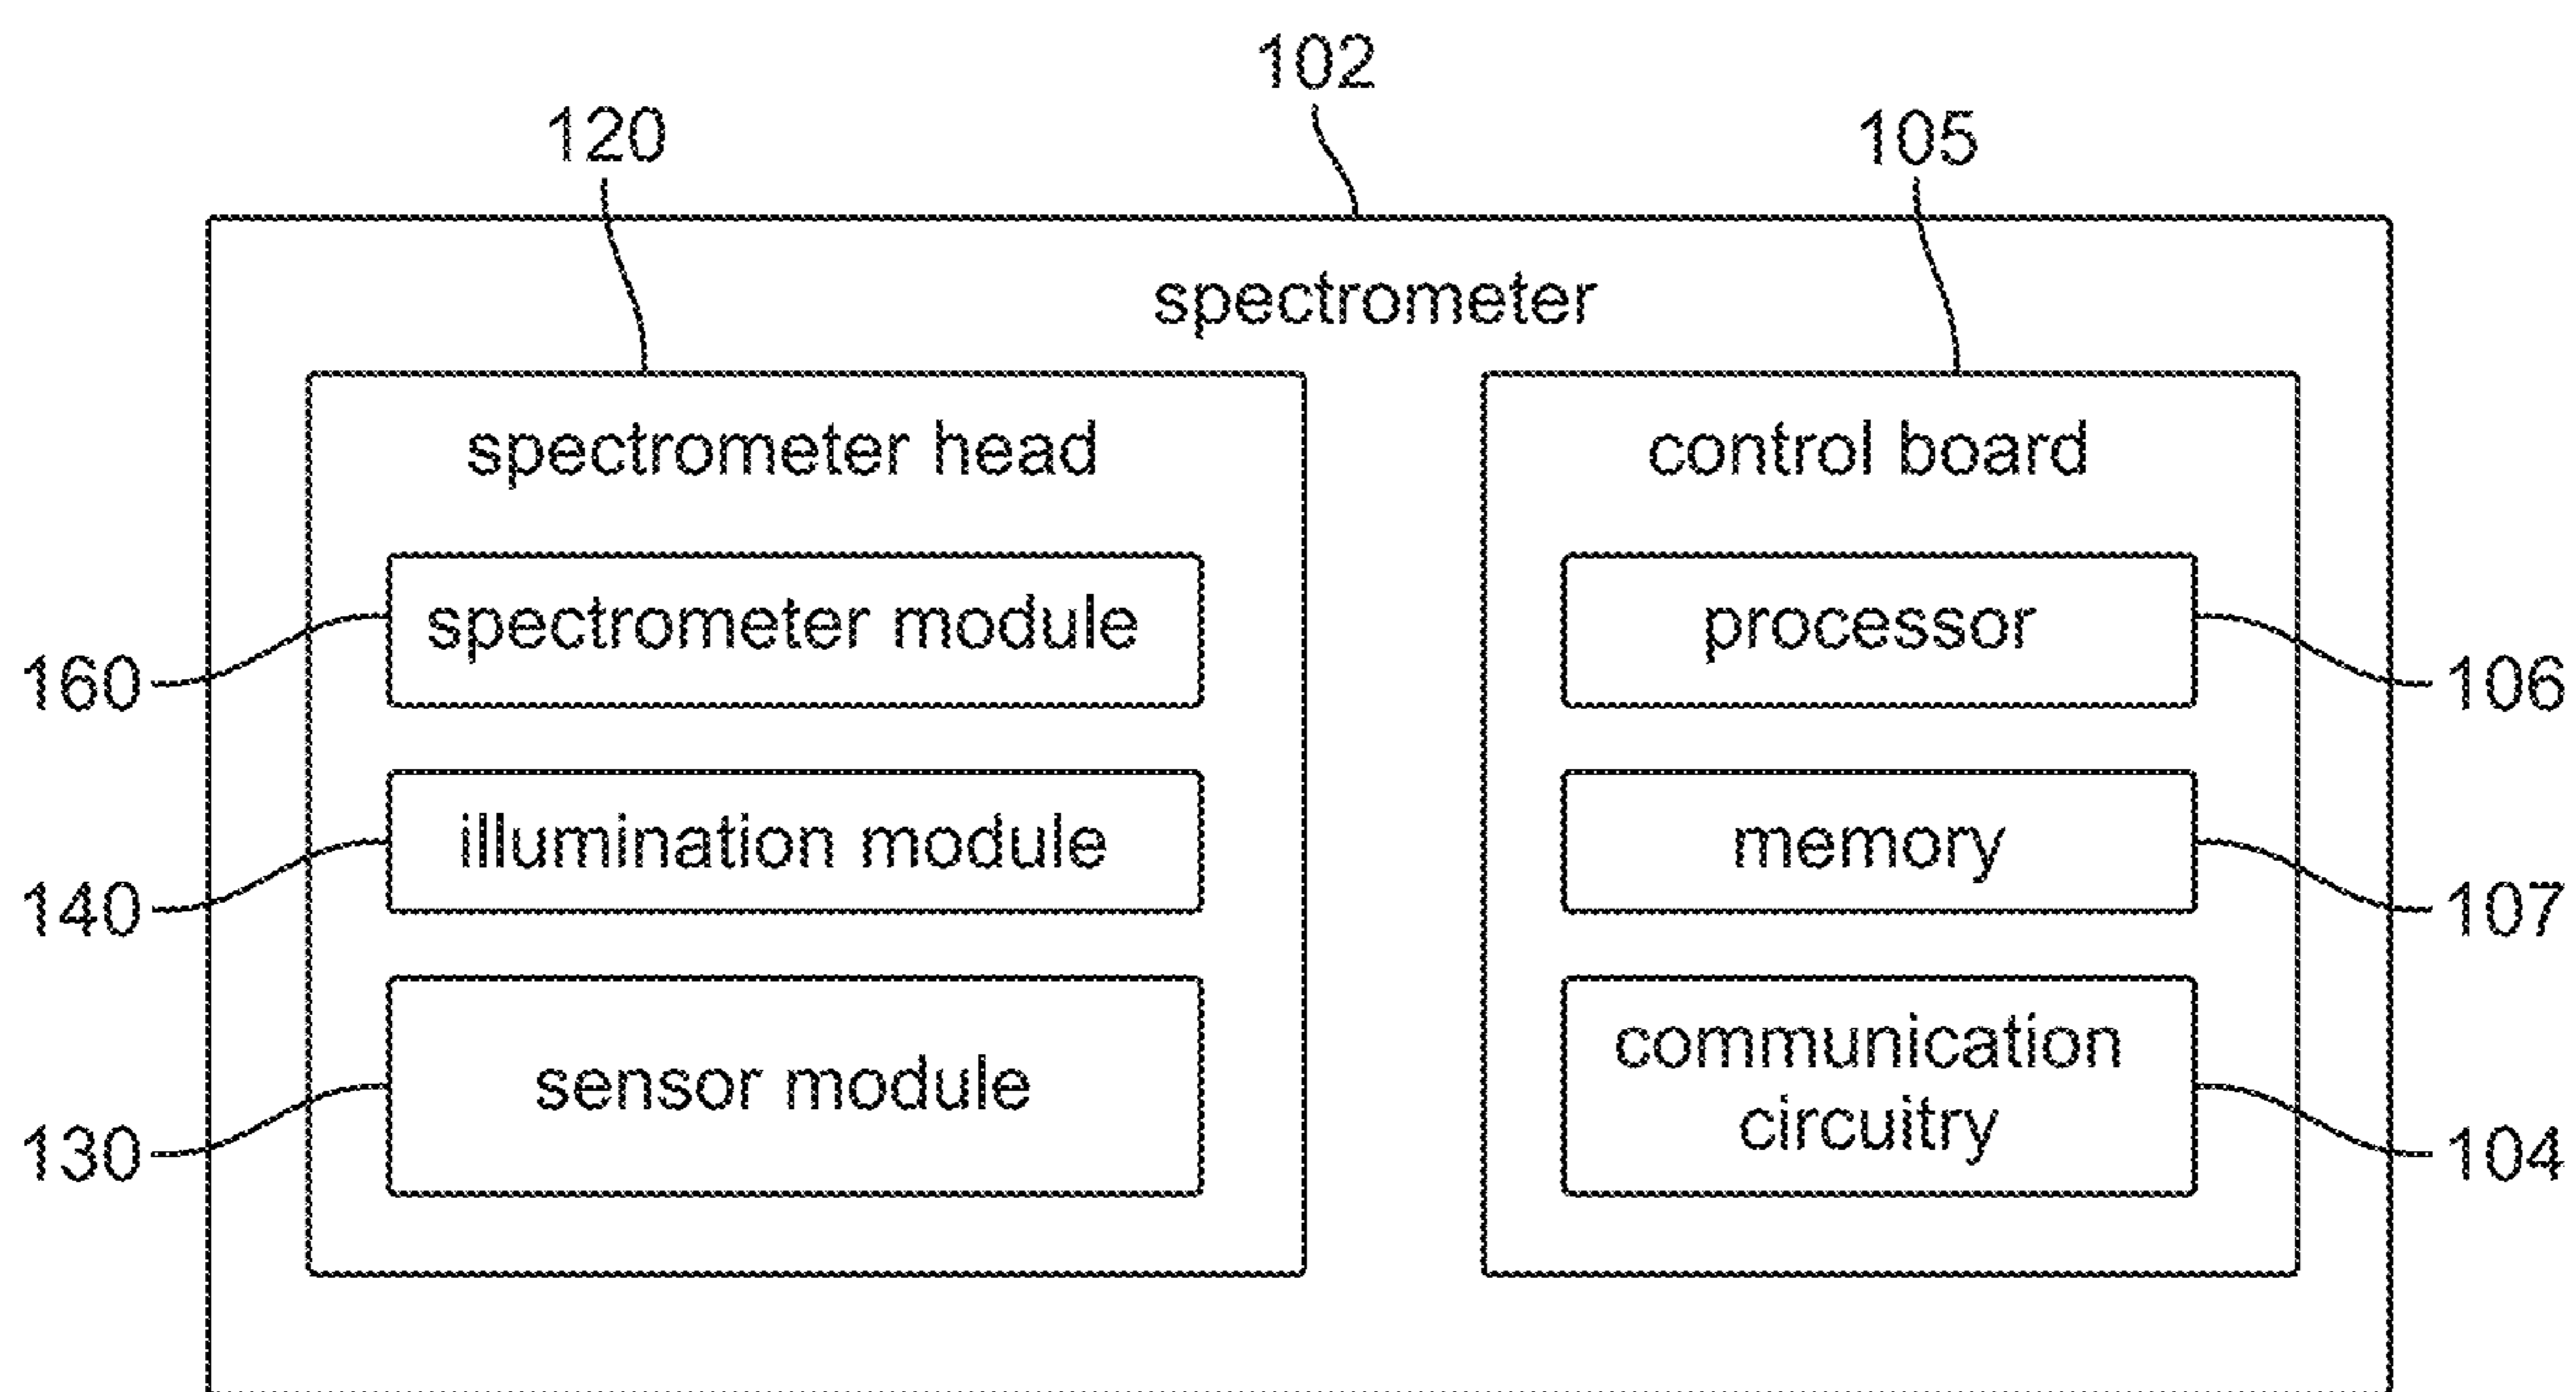 102
120
105
spectrometer
spectrometer head
control board
spectrometer module
processor
160
106
illumination module
memory
140
107
sensor module
communication
circuitry
130
104